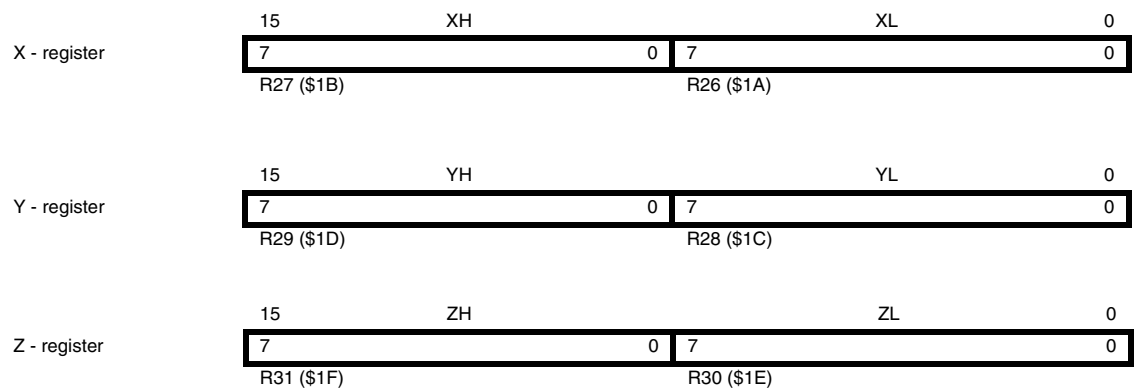 15 XH XL 0
X - register 7 0 7 0
R27 ($1B) R26 ($1A)
15 YH YL 0
Y - register 7 0 7 0
R29 ($1D) R28 ($1C)
15 ZH ZL 0
Z - register 7 0 7 0
R31 ($1F) R30 ($1E)